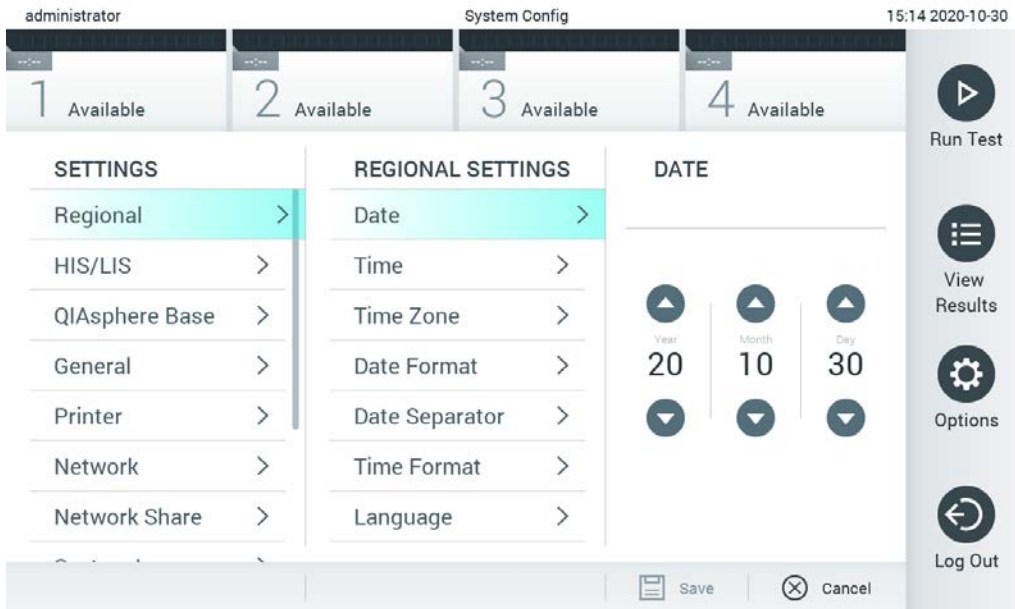 administrator
System Config
15:14 2020-10-30
--:--
--:--
--:--
--:--
1 Available
2 Available
3 Available
4 Available
Run Test
View
Results
Options
Log Out
SETTINGS
Regional
HIS/LIS
QIAsphere Base
General
Printer
Network
Network Share
REGIONAL SETTINGS
Date
Time
Time Zone
Date Format
Date Separator
Time Format
Language
DATE
Year
Month
Day
20
10
30
Save
Cancel